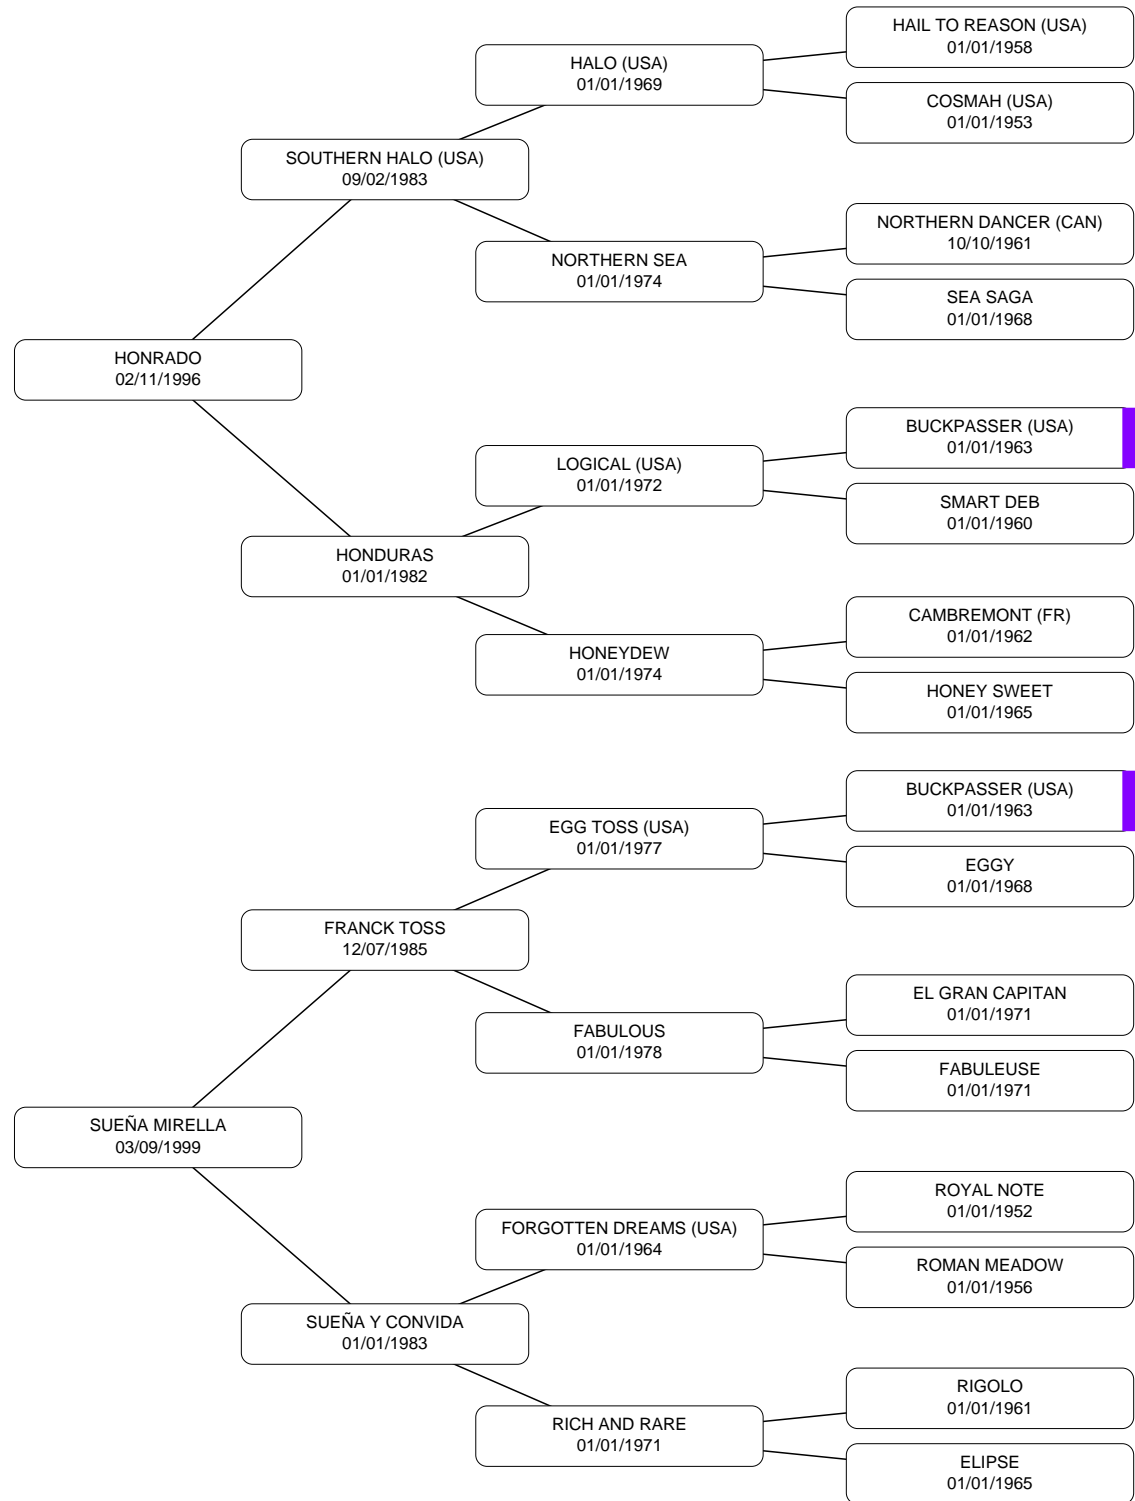 HAIL TO REASON (USA)
01/01/1958
HALO (USA)
01/01/1969
COSMAH (USA)
01/01/1953
SOUTHERN HALO (USA)
09/02/1983
NORTHERN DANCER (CAN)
10/10/1961
NORTHERN SEA
01/01/1974
SEA SAGA
01/01/1968
HONRADO
02/11/1996
BUCKPASSER (USA)
01/01/1963
LOGICAL (USA)
01/01/1972
SMART DEB
01/01/1960
HONDURAS
01/01/1982
CAMBREMONT (FR)
01/01/1962
HONEYDEW
01/01/1974
HONEY SWEET
01/01/1965
BUCKPASSER (USA)
01/01/1963
EGG TOSS (USA)
01/01/1977
EGGY
01/01/1968
FRANCK TOSS
12/07/1985
EL GRAN CAPITAN
01/01/1971
FABULOUS
01/01/1978
FABULEUSE
01/01/1971
SUEÑA MIRELLA
03/09/1999
ROYAL NOTE
01/01/1952
FORGOTTEN DREAMS (USA)
01/01/1964
ROMAN MEADOW
01/01/1956
SUEÑA Y CONVIDA
01/01/1983
RIGOLO
01/01/1961
RICH AND RARE
01/01/1971
ELIPSE
01/01/1965